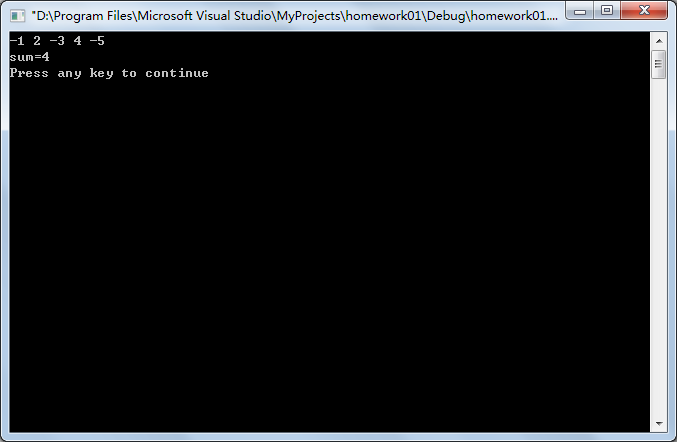 "D:\Program Files\Microsoft Visual Studio\MyProjects\homework01\Debug\homework01....
-1 2 -3 4 -5
sum=4
Press any key to continue